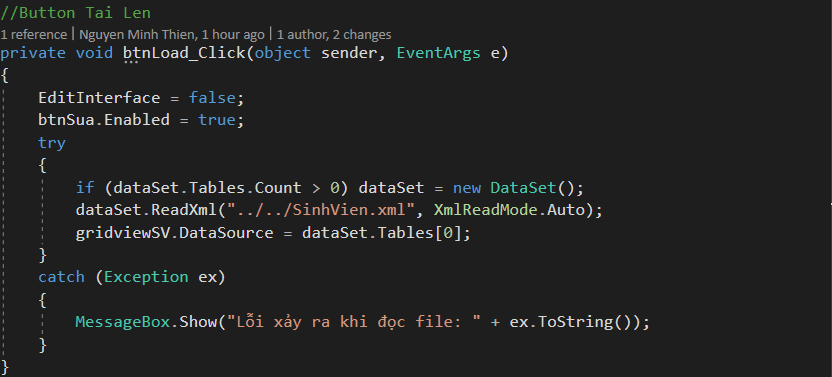 //Button Tai Len
1 reference | Nguyen Minh Thien, 1 hour ago | 1 author, 2 changes
private void btnLoad_Click(object sender, EventArgs e)
{
    EditInterface = false;
    btnSua.Enabled = true;
    try
    {
        if (dataSet.Tables.Count > 0) dataSet = new DataSet();
        dataSet.ReadXml("../../SinhVien.xml", XmlReadMode.Auto);
        gridviewSV.DataSource = dataSet.Tables[0];
    }
    catch (Exception ex)
    {
        MessageBox.Show("Lỗi xảy ra khi đọc file: " + ex.ToString());
    }
}